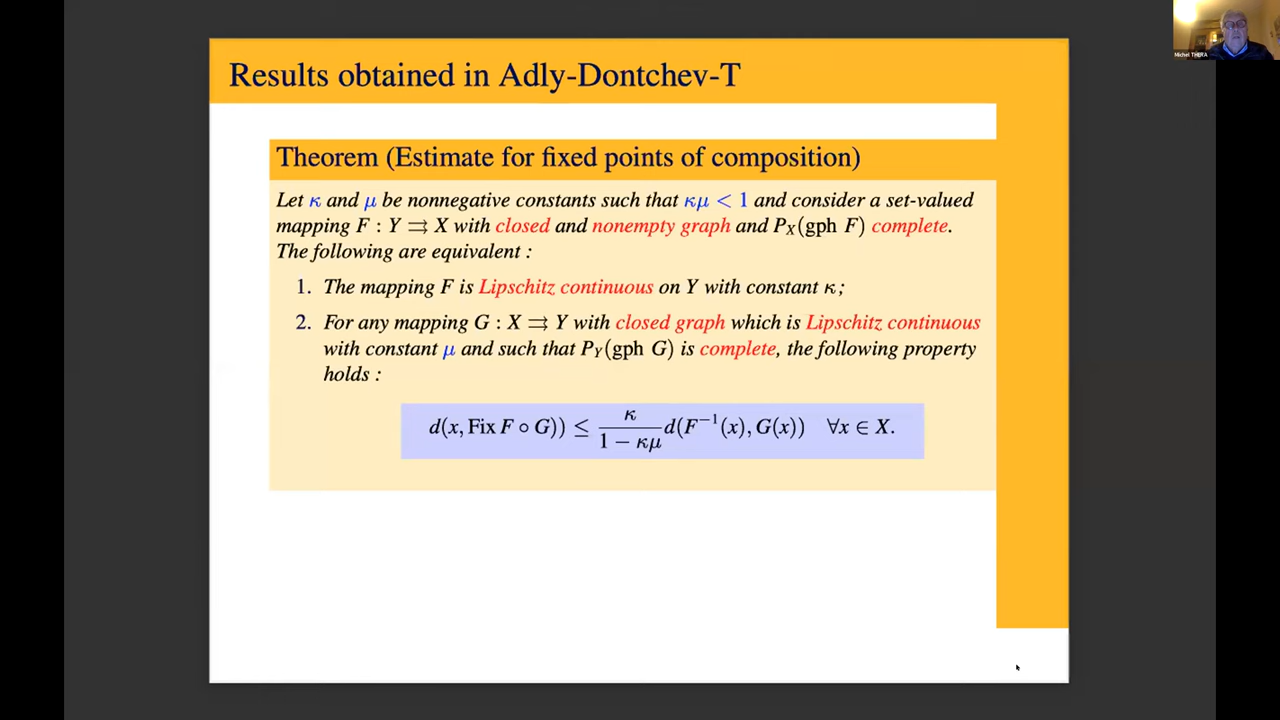 Michel THERA
Results obtained in Adly-Dontchev-T
Theorem (Estimate for fixed points of composition)
Let κ and μ be nonnegative constants such that κμ < 1 and consider a set-valued
mapping F : Y ⇉ X with closed and nonempty graph and P_X(gph F) complete.
The following are equivalent :
1. The mapping F is Lipschitz continuous on Y with constant κ;
2. For any mapping G : X ⇉ Y with closed graph which is Lipschitz continuous
with constant μ and such that P_Y(gph G) is complete, the following property
holds :
d(x, Fix F ∘ G)) ≤ κ/(1 − κμ) d(F⁻¹(x), G(x)) ∀x ∈ X.